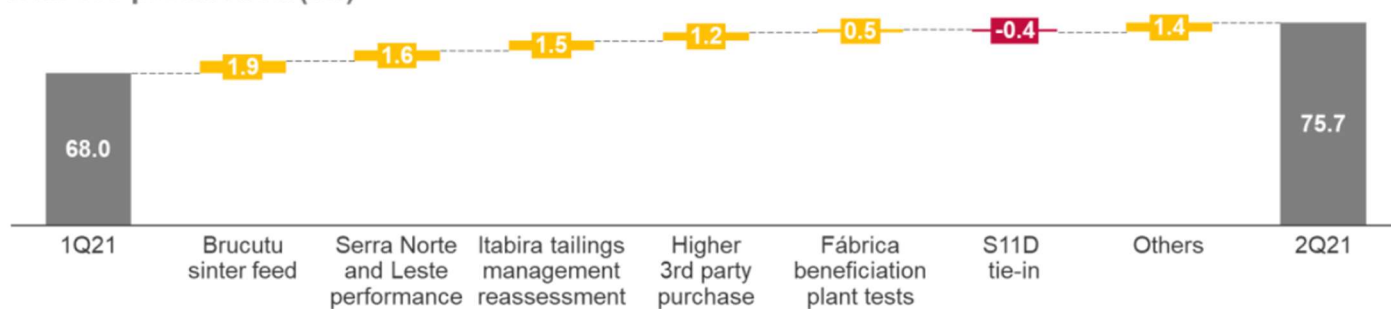 68.0
1.9
1.6
1.5
1.2
0.5
-0.4
1.4
75.7
1Q21
Brucutu
sinter feed
Serra Norte
and Leste
performance
Itabira tailings
management
reassessment
Higher
3rd party
purchase
Fábrica
beneficiation
plant tests
S11D
tie-in
Others
2Q21